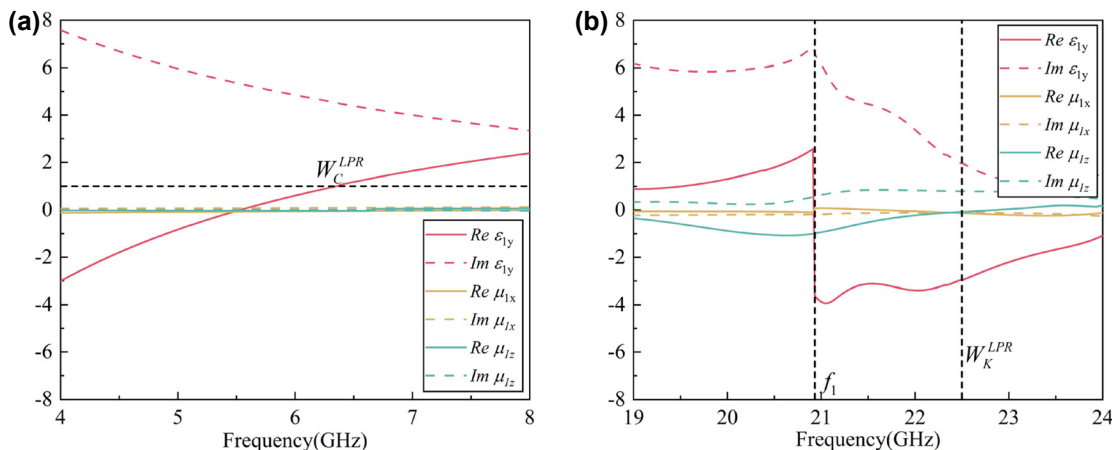 (a)
8
6
4
2
0
-2
-4
-6
-8
4
5
6
7
8
Frequency(GHz)
W_C^{LPR}
Re ε1y
Im ε1y
Re μ1x
Im μ1x
Re μ1z
Im μ1z
(b)
8
6
4
2
0
-2
-4
-6
-8
19
20
21
22
23
24
Frequency(GHz)
Re ε1y
Im ε1y
Re μ1x
Im μ1x
Re μ1z
Im μ1z
f1
W_K^{LPR}